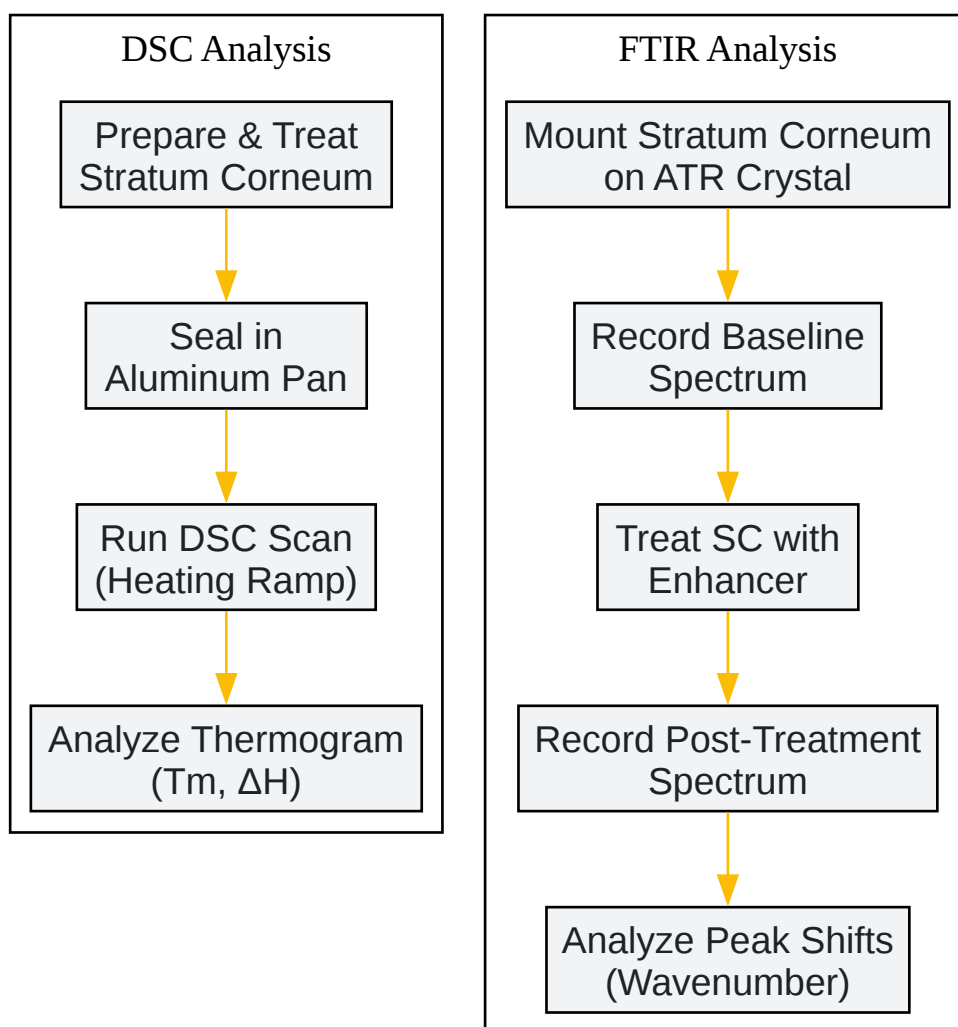 DSC Analysis
Prepare & Treat
Stratum Corneum
Seal in
Aluminum Pan
Run DSC Scan
(Heating Ramp)
Analyze Thermogram
(Tm, ΔH)
FTIR Analysis
Mount Stratum Corneum
on ATR Crystal
Record Baseline
Spectrum
Treat SC with
Enhancer
Record Post-Treatment
Spectrum
Analyze Peak Shifts
(Wavenumber)